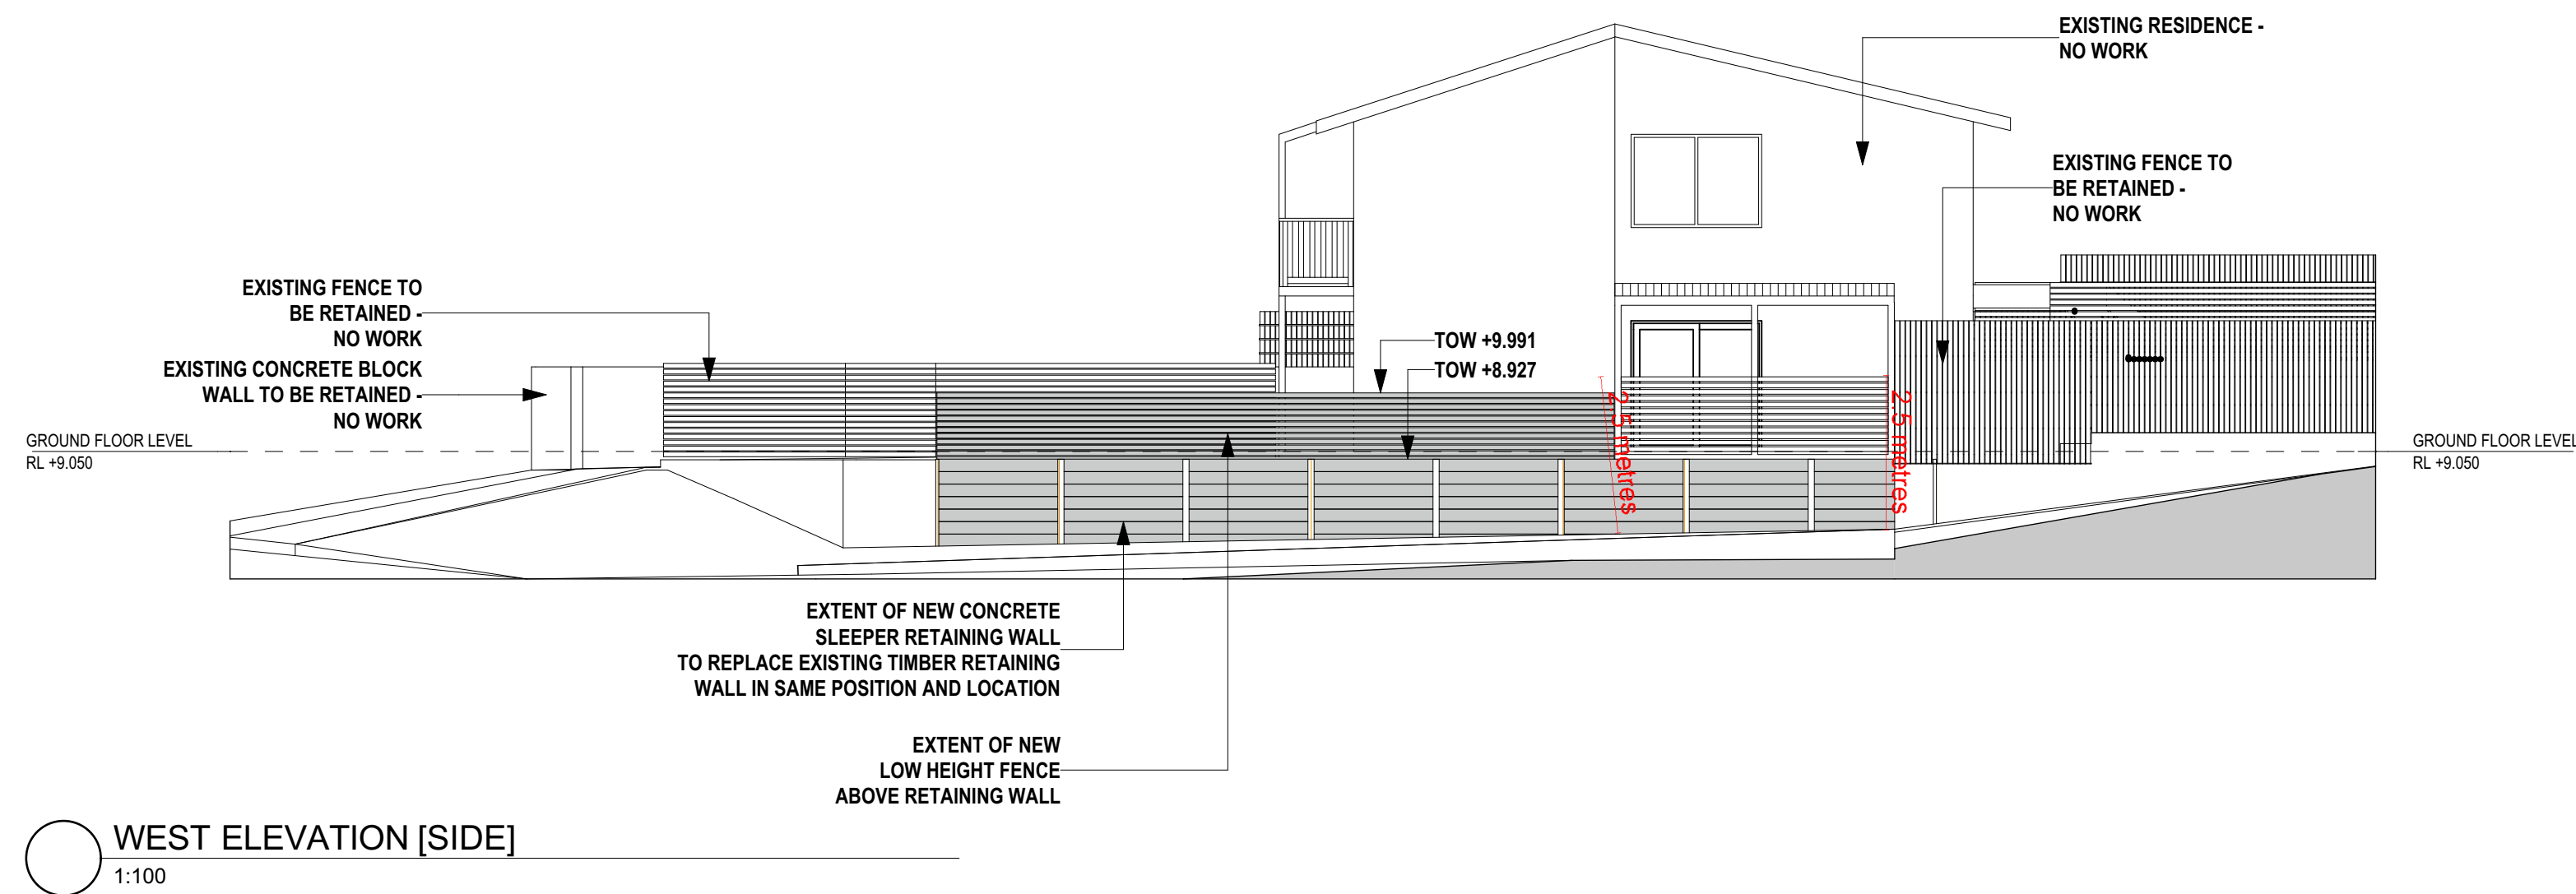 EXISTING RESIDENCE -
NO WORK
EXISTING FENCE TO
BE RETAINED -
NO WORK
EXISTING FENCE TO
BE RETAINED -
NO WORK
EXISTING CONCRETE BLOCK
WALL TO BE RETAINED -
NO WORK
TOW +9.991
TOW +8.927
2.5 metres
2.5 metres
GROUND FLOOR LEVEL
RL +9.050
GROUND FLOOR LEVEL
RL +9.050
EXTENT OF NEW CONCRETE
SLEEPER RETAINING WALL
TO REPLACE EXISTING TIMBER RETAINING
WALL IN SAME POSITION AND LOCATION
EXTENT OF NEW
LOW HEIGHT FENCE
ABOVE RETAINING WALL
WEST ELEVATION [SIDE]
1:100